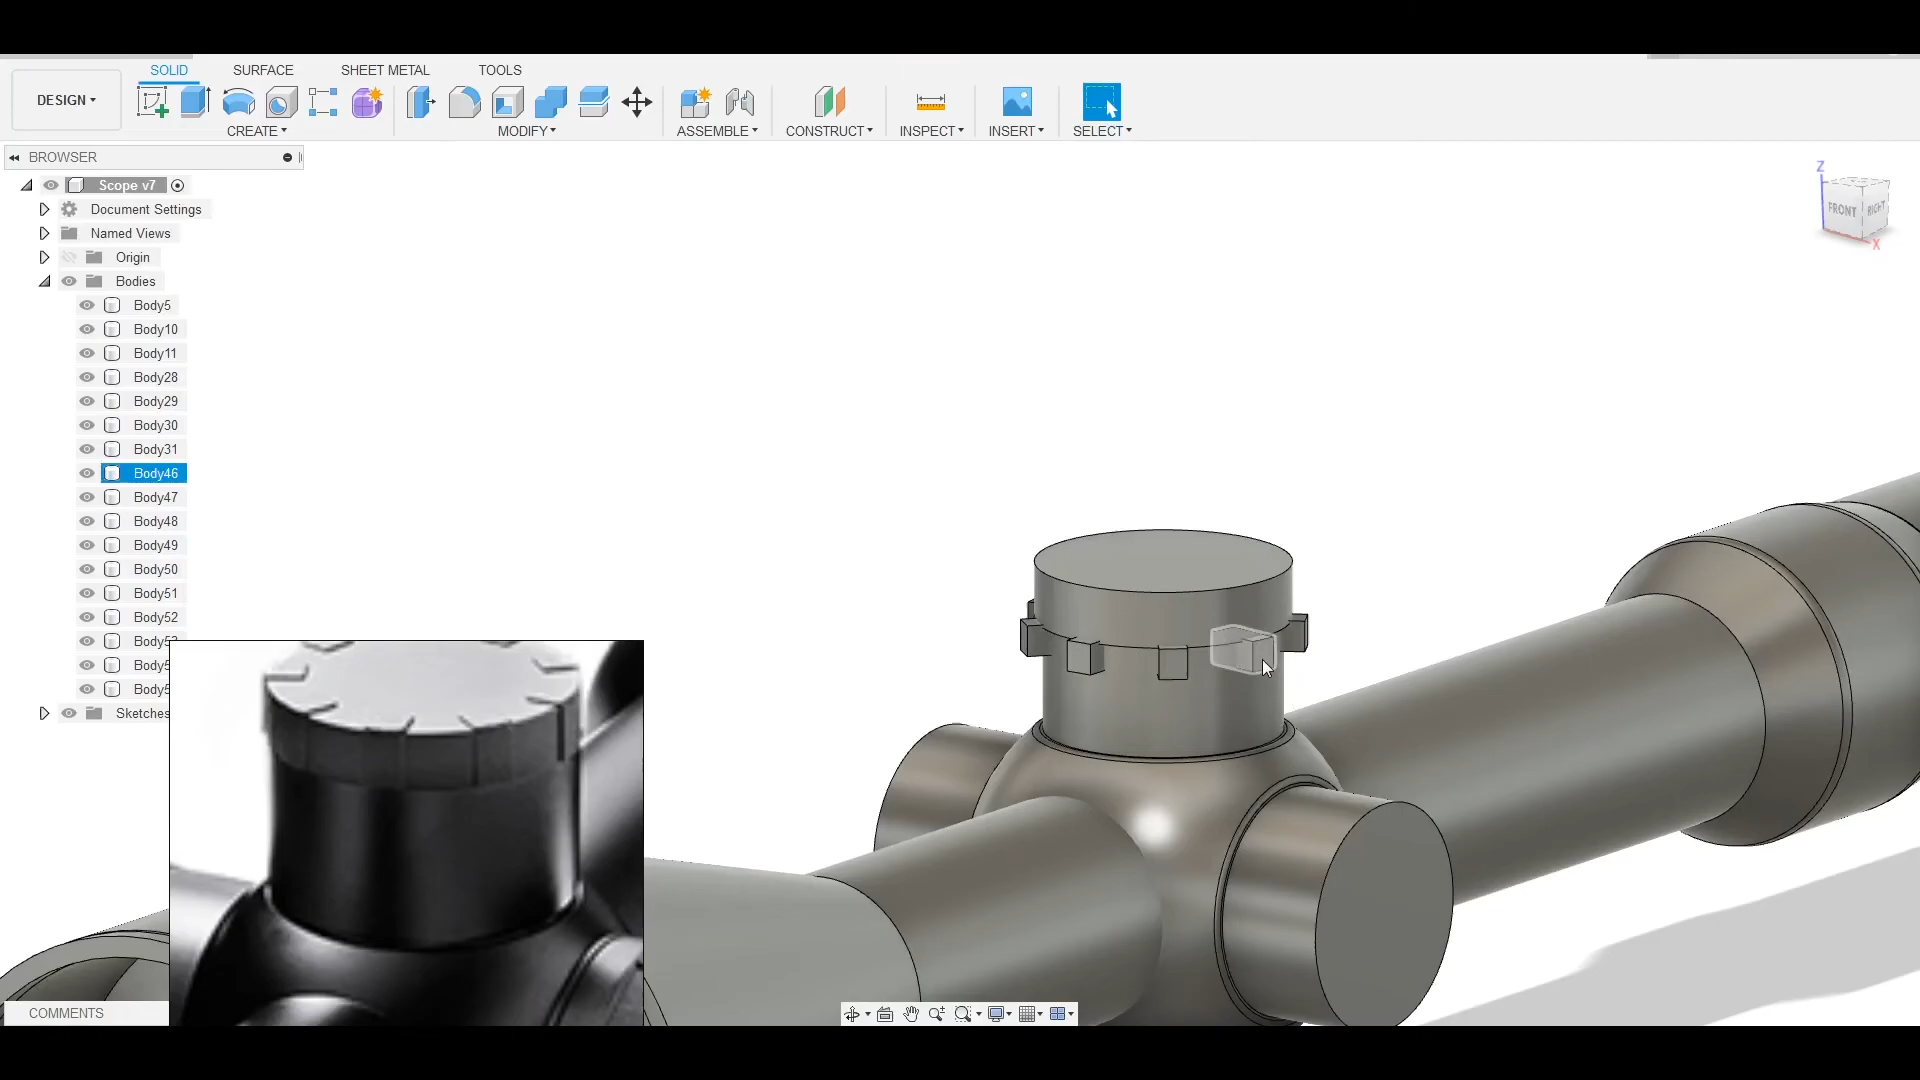 SOLID SURFACE SHEET METAL TOOLS
DESIGN
CREATE MODIFY ASSEMBLE CONSTRUCT INSPECT INSERT SELECT
BROWSER
Scope v7
Document Settings
Named Views
Origin
Bodies
Body5
Body10
Body11
Body28
Body29
Body30
Body31
Body46
Body47
Body48
Body49
Body50
Body51
Body52
Sketches
COMMENTS
Z
FRONT RIGHT
X